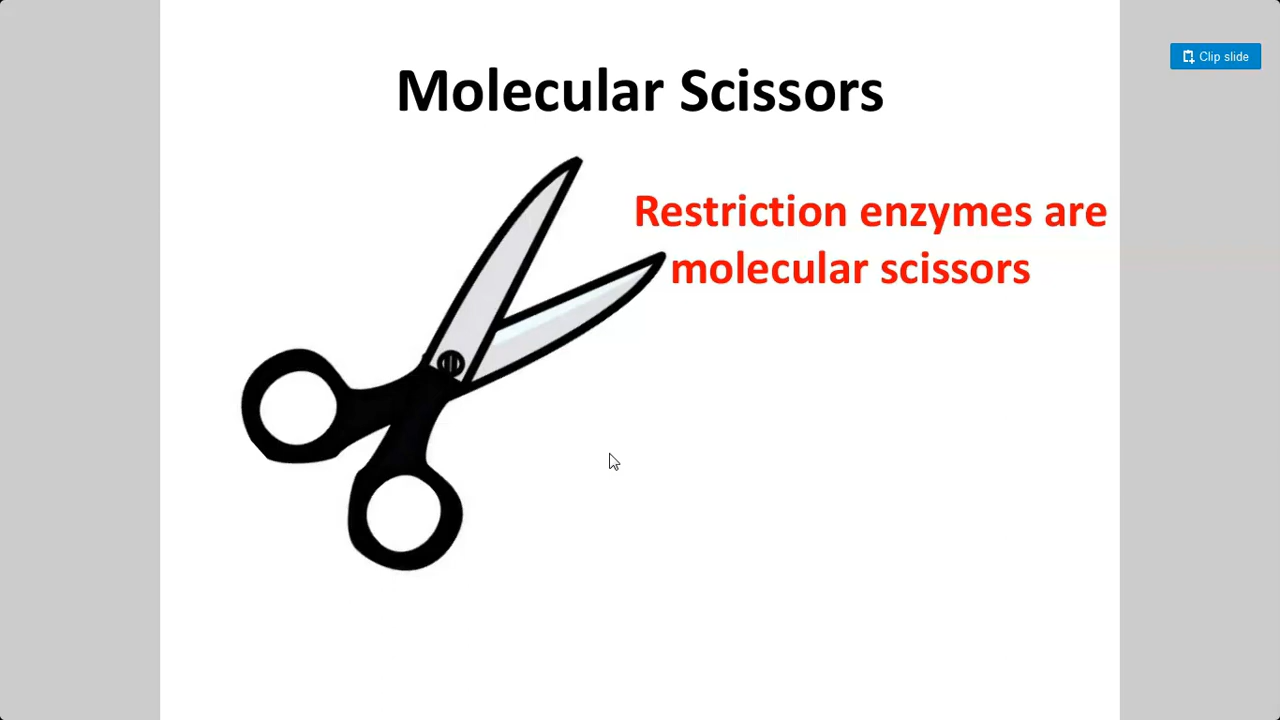 Clip slide
Molecular Scissors
Restriction enzymes are
molecular scissors